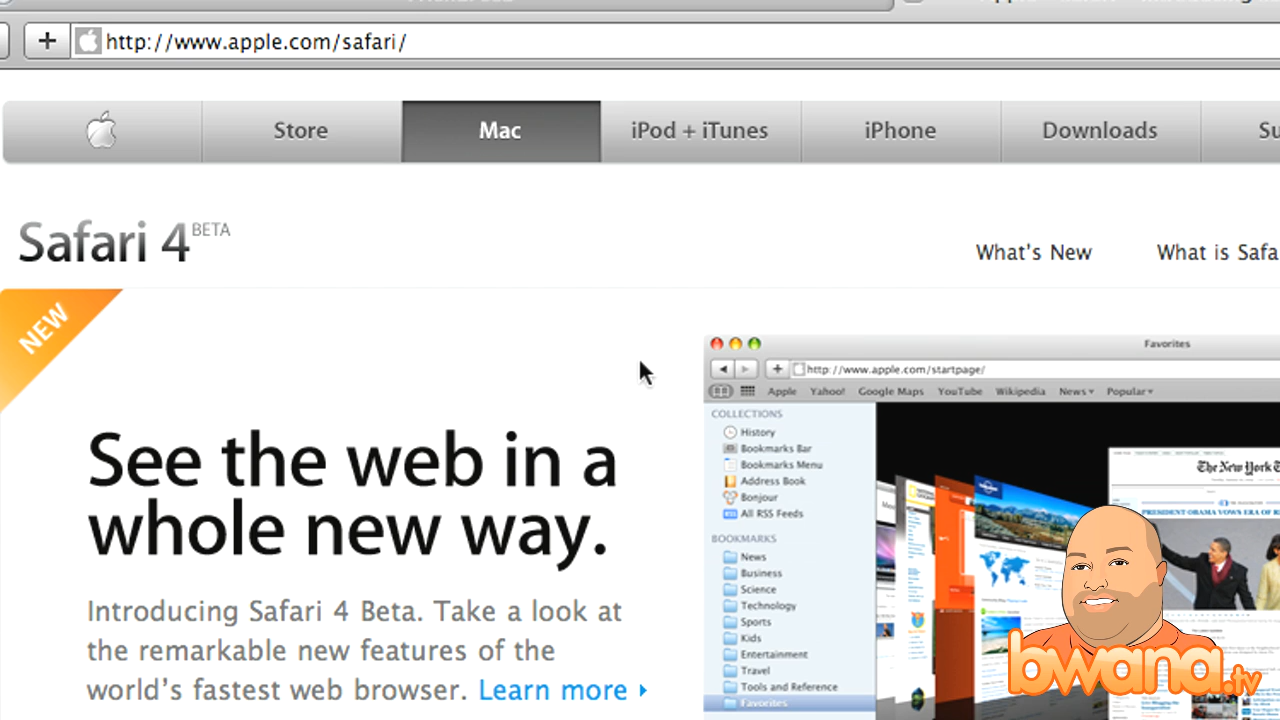 http://www.apple.com/safari/
Store
Mac
iPod + iTunes
iPhone
Downloads
Safari 4 BETA
What's New
What is
NEW
See the web in a
whole new way.
Introducing Safari 4 Beta. Take a look at
the remarkable new features of the
world's fastest web browser. Learn more
Favorites
http://www.apple.com/startpage/
Apple Yahoo! Google Maps YouTube Wikipedia News Popular
COLLECTIONS
History
Bookmarks Bar
Bookmarks Menu
Address Book
Bonjour
RSS All RSS Feeds
BOOKMARKS
News
Business
Science
Technology
Sports
Kids
Entertainment
Travel
Tools and Reference
Favorites
The New York
PRESIDENT OBAMA VOWS ERA OF
bwana.tv